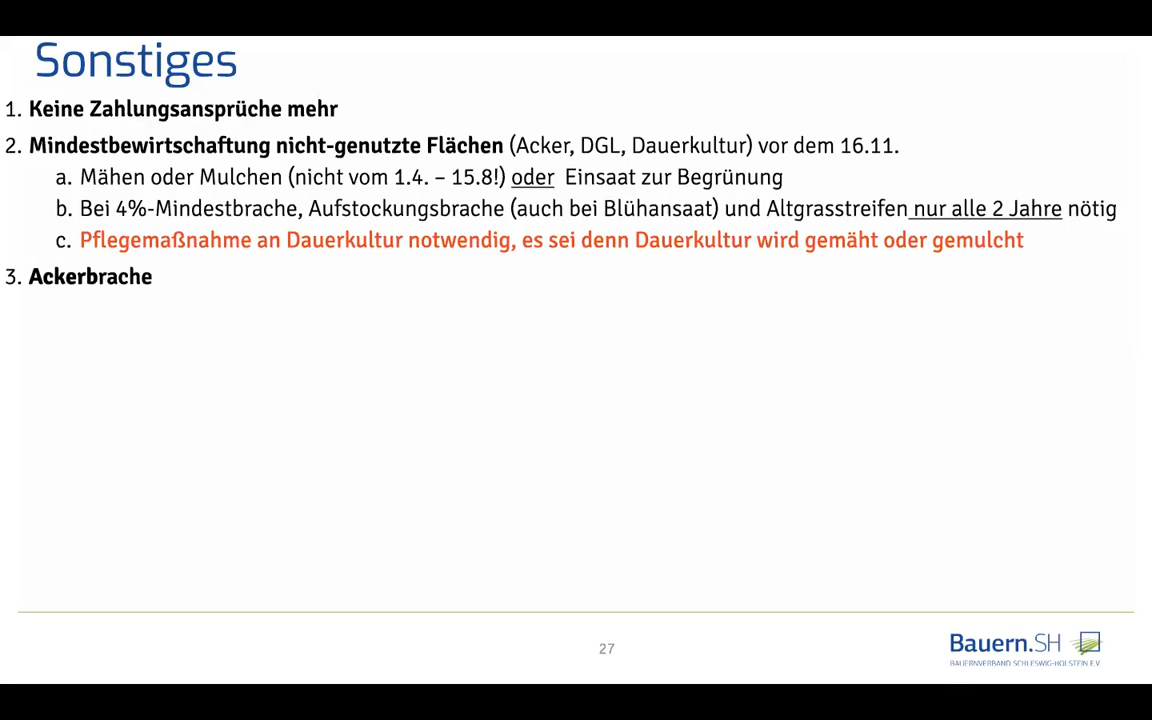 Sonstiges
1. Keine Zahlungsansprüche mehr
2. Mindestbewirtschaftung nicht-genutzte Flächen (Acker, DGL, Dauerkultur) vor dem 16.11.
a. Mähen oder Mulchen (nicht vom 1.4. – 15.8!) oder Einsaat zur Begrünung
b. Bei 4%-Mindestbrache, Aufstockungsbrache (auch bei Blühansaat) und Altgrasstreifen nur alle 2 Jahre nötig
c. Pflegemaßnahme an Dauerkultur notwendig, es sei denn Dauerkultur wird gemäht oder gemulcht
3. Ackerbrache
27
Bauern.SH
BAUERNVERBAND SCHLESWIG-HOLSTEIN E.V.